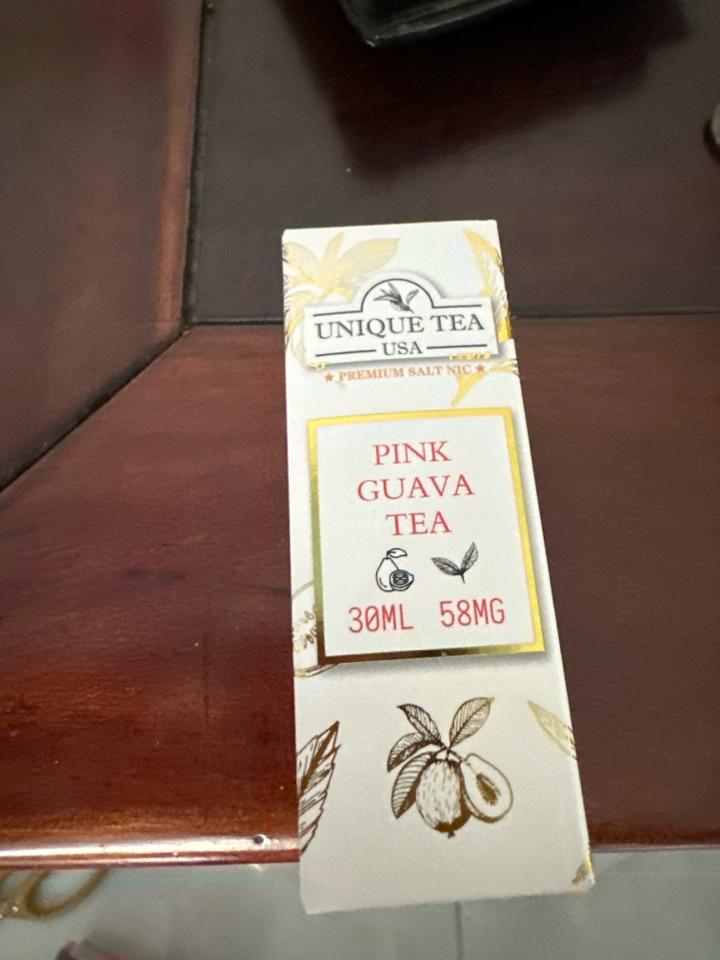 UNIQUE TEA
USA
★ PREMIUM SALT NIC ★
PINK
GUAVA
TEA
30ML 58MG